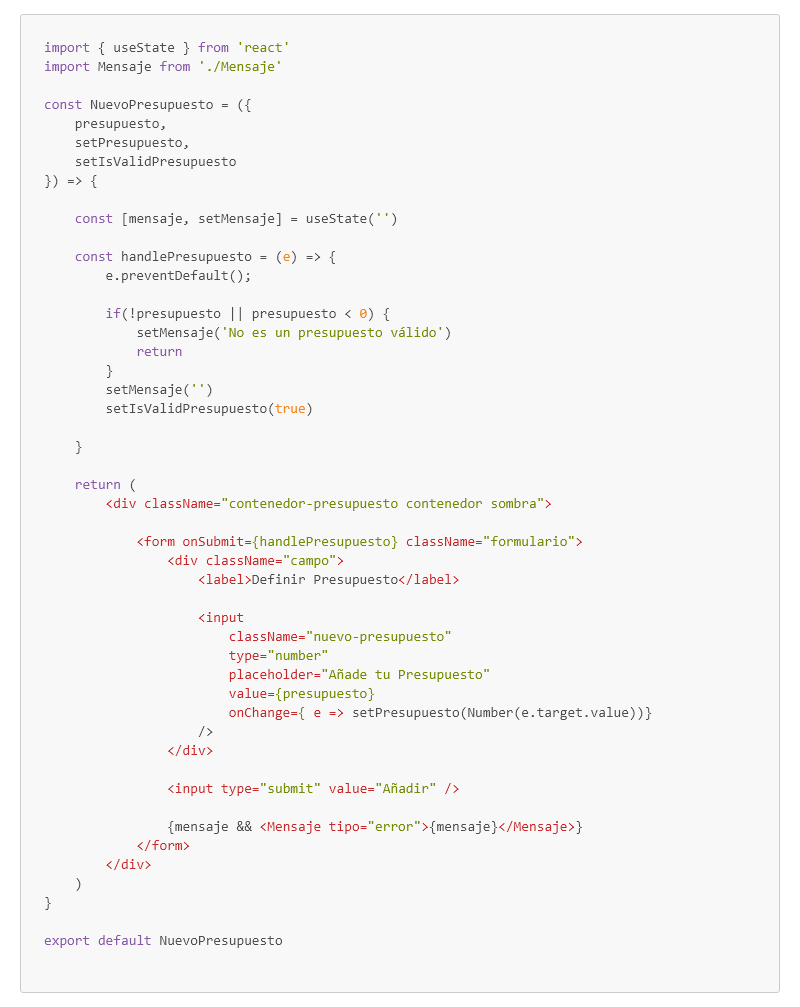 import { useState } from 'react'
import Mensaje from './Mensaje'

const NuevoPresupuesto = ({
    presupuesto,
    setPresupuesto,
    setIsValidPresupuesto
}) => {

    const [mensaje, setMensaje] = useState('')

    const handlePresupuesto = (e) => {
        e.preventDefault();

        if(!presupuesto || presupuesto < 0) {
            setMensaje('No es un presupuesto válido')
            return
        }
        setMensaje('')
        setIsValidPresupuesto(true)

    }

    return (
        <div className="contenedor-presupuesto contenedor sombra">

            <form onSubmit={handlePresupuesto} className="formulario">
                <div className="campo">
                    <label>Definir Presupuesto</label>

                    <input
                        className="nuevo-presupuesto"
                        type="number"
                        placeholder="Añade tu Presupuesto"
                        value={presupuesto}
                        onChange={ e => setPresupuesto(Number(e.target.value))}
                    />
                </div>

                <input type="submit" value="Añadir" />

                {mensaje && <Mensaje tipo="error">{mensaje}</Mensaje>}
            </form>
        </div>
    )
}

export default NuevoPresupuesto